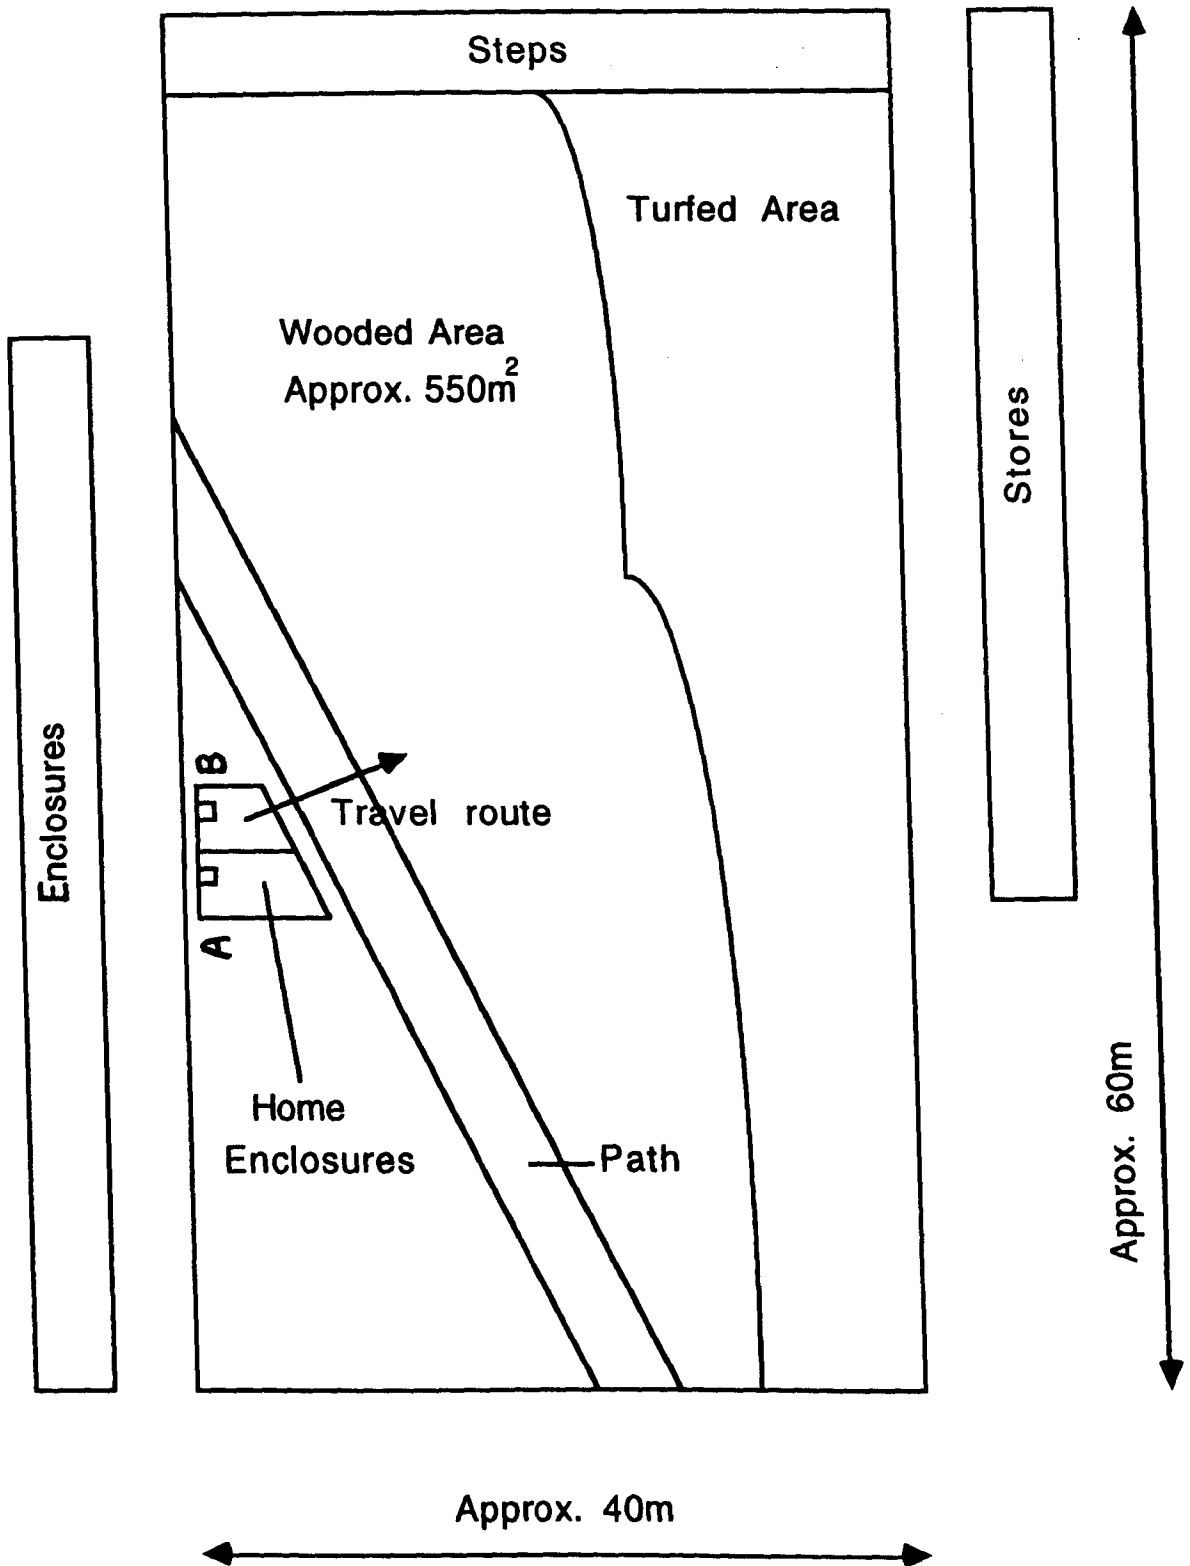 Steps
Turfed Area
Wooded Area
Approx. 550m²
Stores
Enclosures
B
Travel route
A
Home
Enclosures
Path
Approx. 60m
Approx. 40m